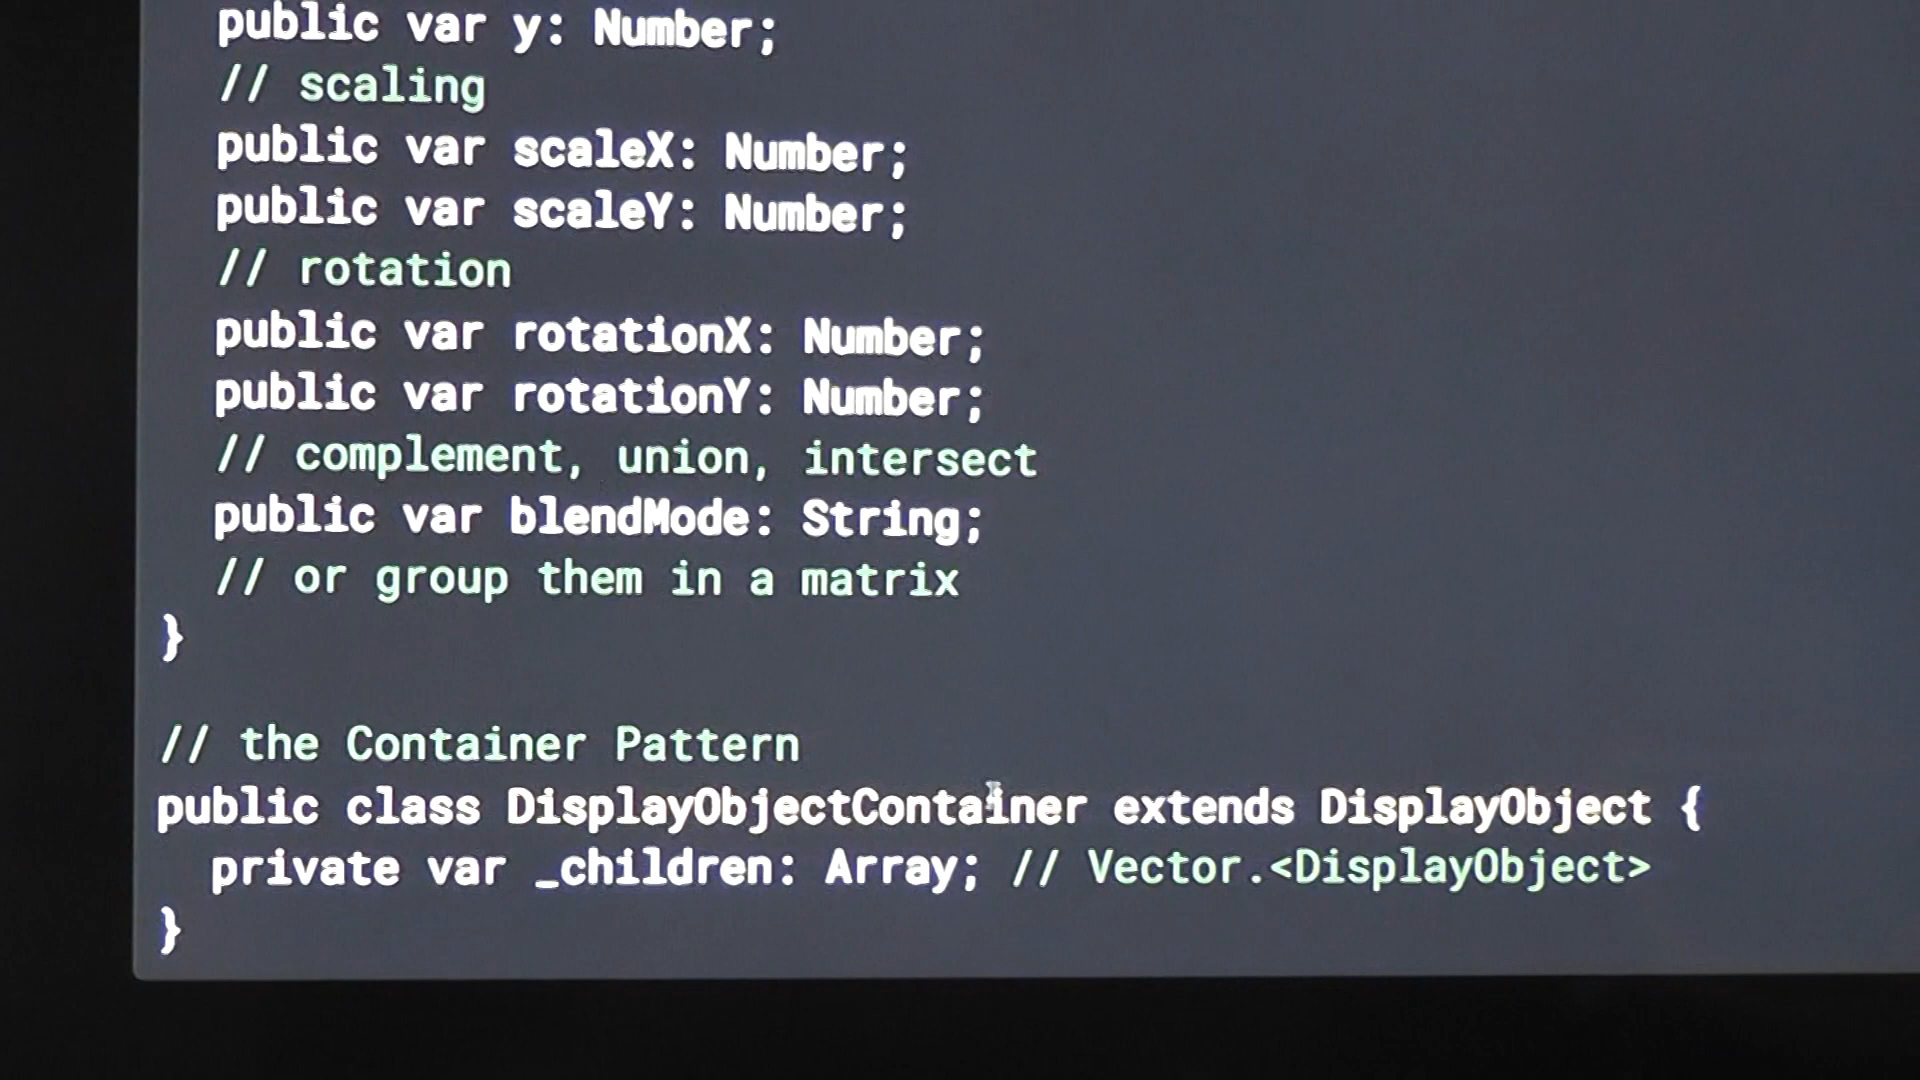 public var y: Number;
// scaling
public var scaleX: Number;
public var scaleY: Number;
// rotation
public var rotationX: Number;
public var rotationY: Number;
// complement, union, intersect
public var blendMode: String;
// or group them in a matrix
}
// the Container Pattern
public class DisplayObjectContainer extends DisplayObject {
private var _children: Array; // Vector.<DisplayObject>
}